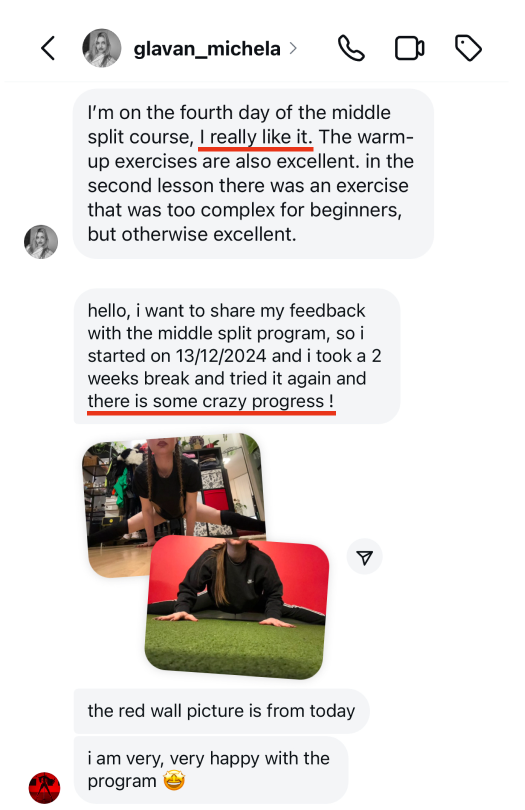 glavan_michela
I'm on the fourth day of the middle
split course, I really like it. The warm-
up exercises are also excellent. in the
second lesson there was an exercise
that was too complex for beginners,
but otherwise excellent.
hello, i want to share my feedback
with the middle split program, so i
started on 13/12/2024 and i took a 2
weeks break and tried it again and
there is some crazy progress !
the red wall picture is from today
i am very, very happy with the
program 🤩